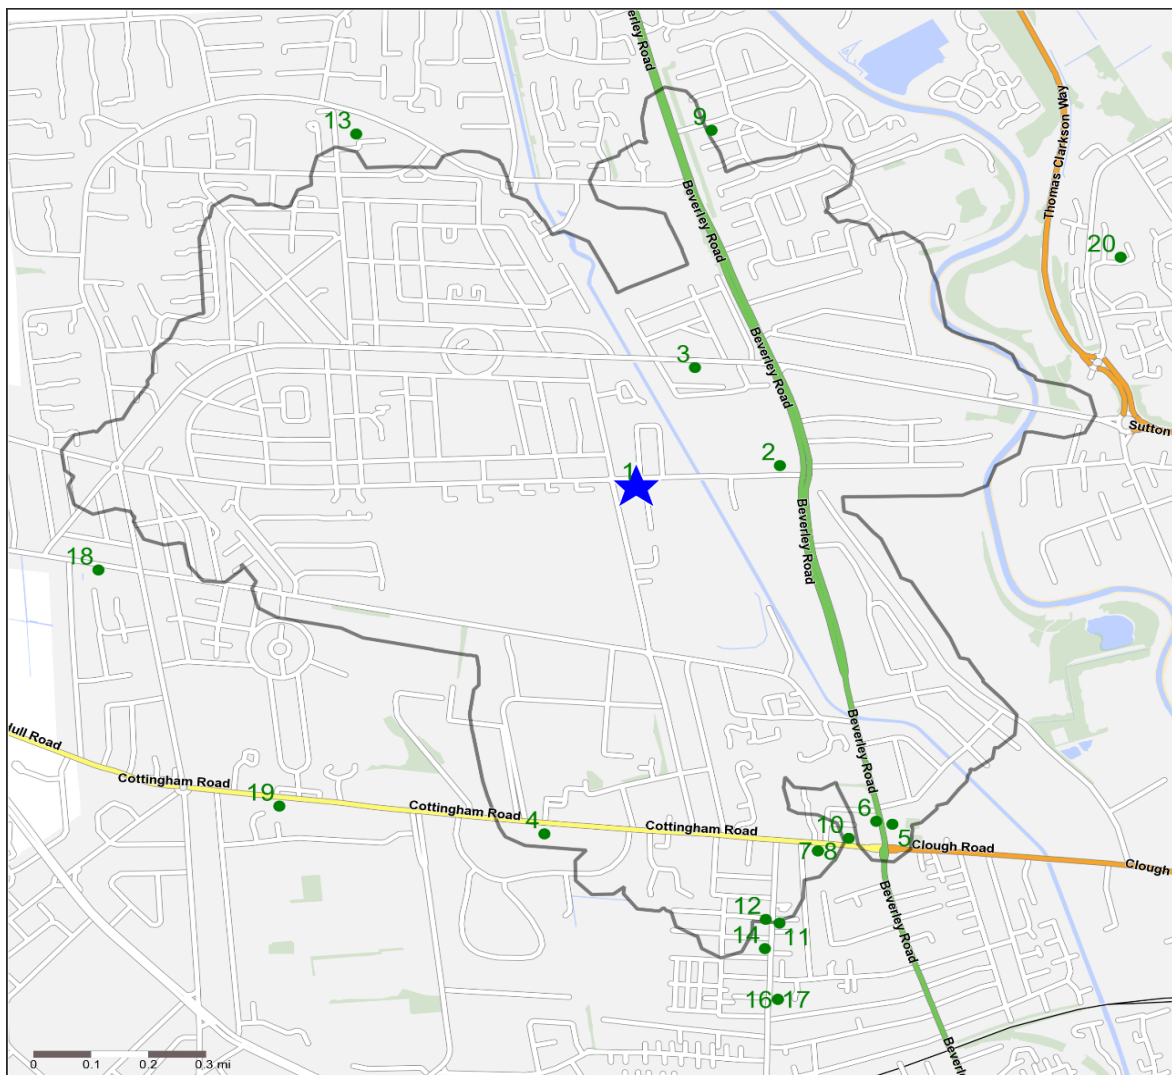 Beverley Road
Thomas Clarkson Way
13
9
Beverley Road
20
3
Beverley Road
Sutton
2
1
Beverley Road
18
Hull Road
Cottingham Road
Beverley Road
19
Cottingham Road
4
Cottingham Road
6
10
5
7 8
Clough Road
Clough
12
11
Beverley Road
14
16 17
Beverley
0 0.1 0.2 0.3 mi